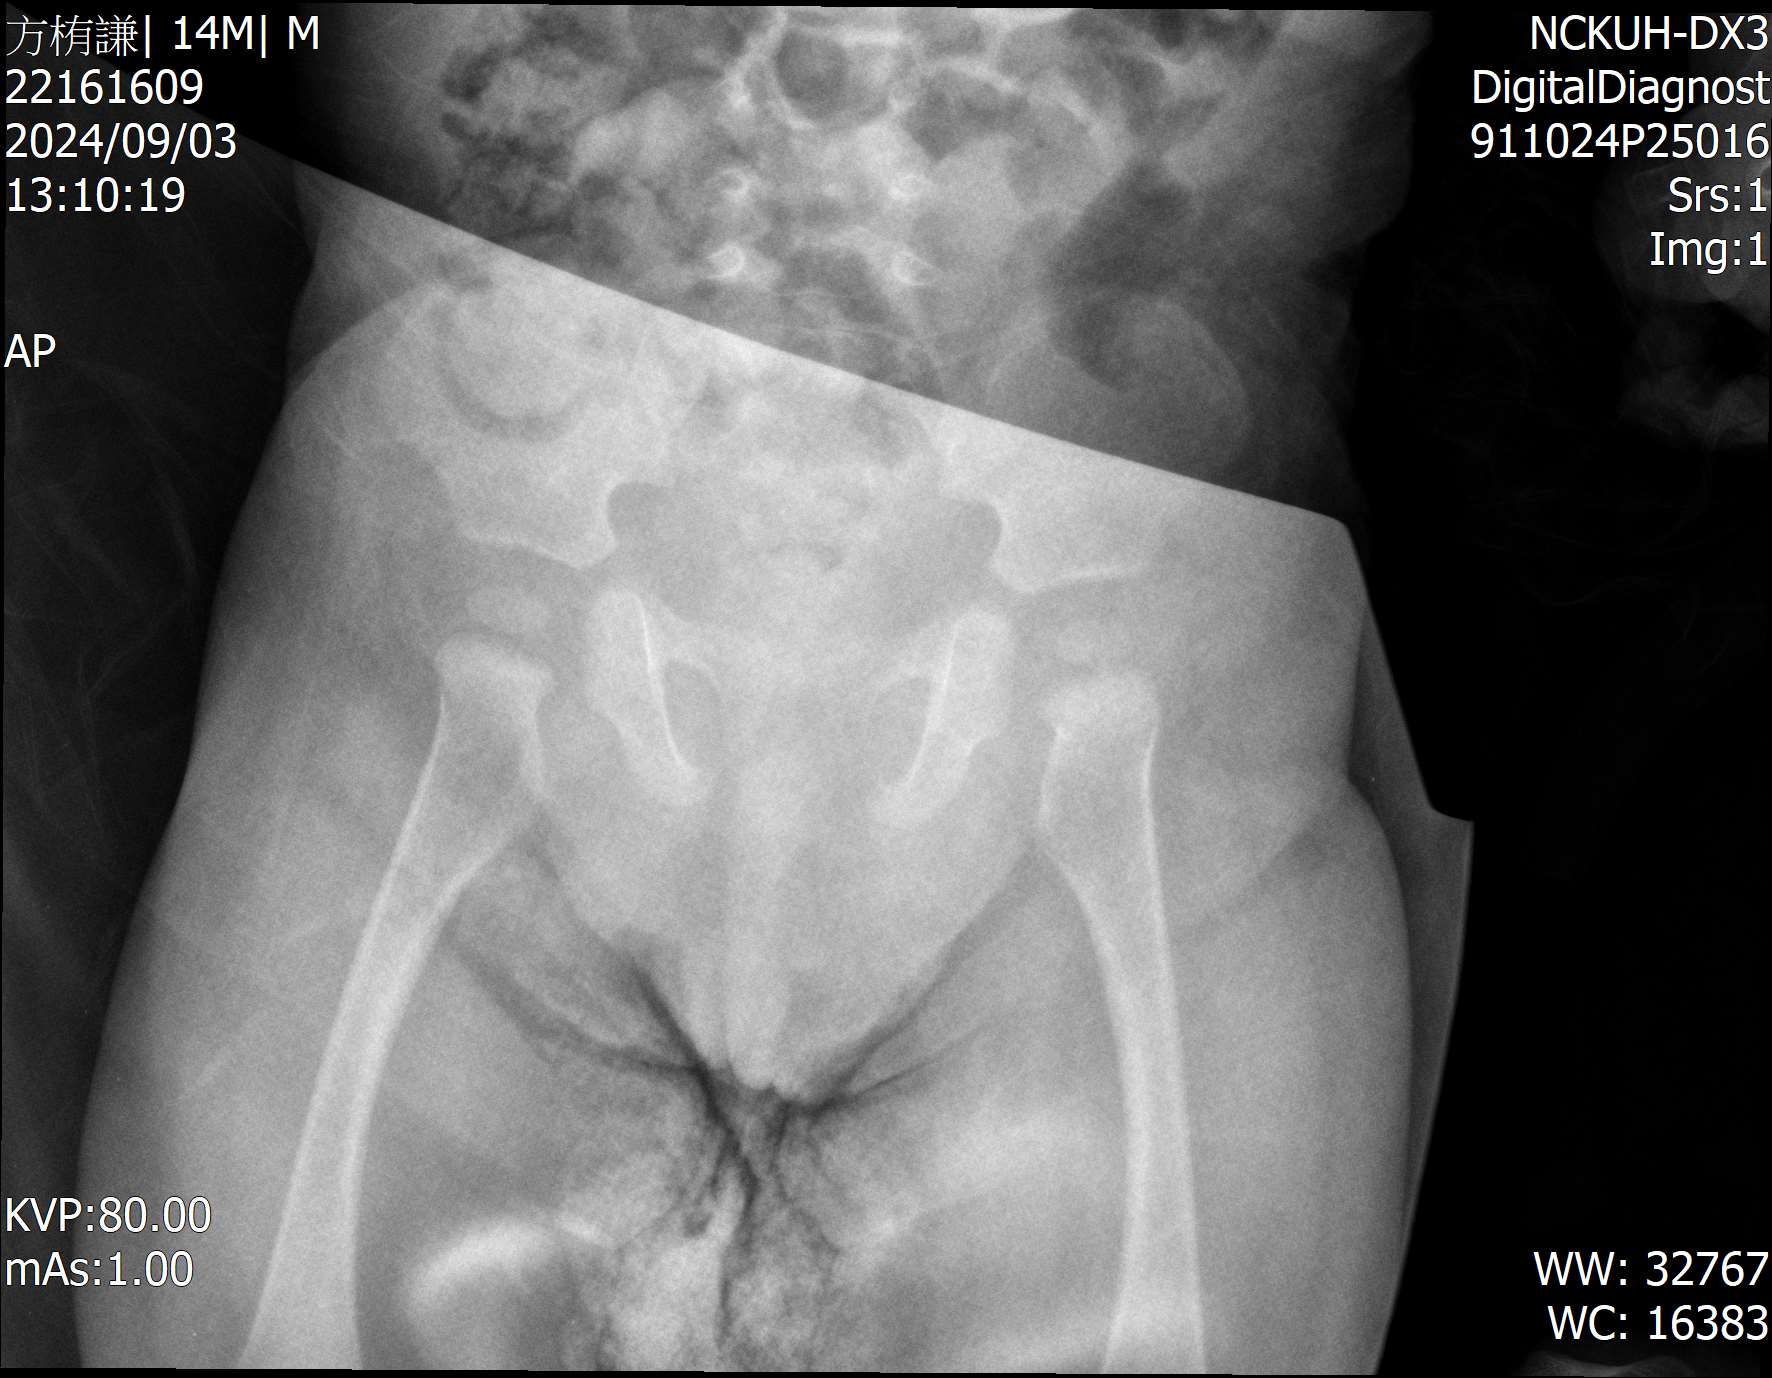 方栯謙| 14M| M
22161609
2024/09/03
13:10:19
AP
NCKUH-DX3
DigitalDiagnost
911024P25016
Srs:1
Img:1
KVP:80.00
mAs:1.00
WW: 32767
WC: 16383